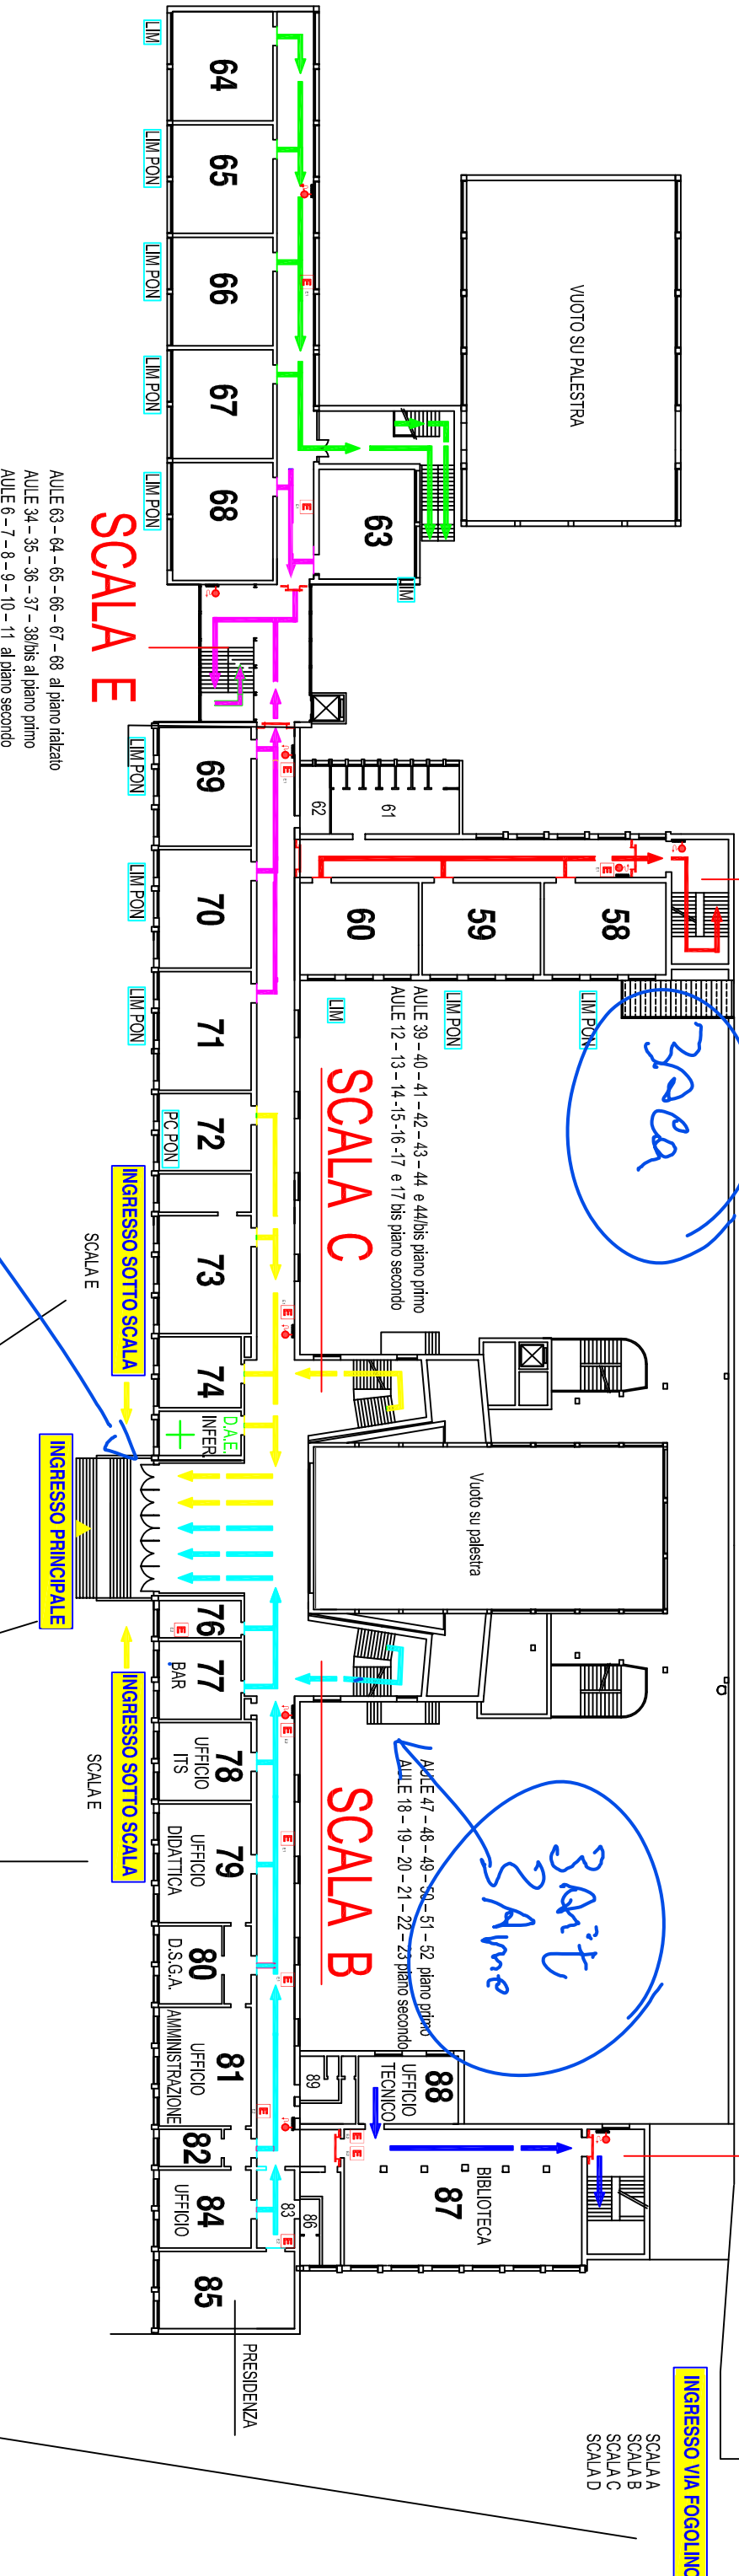 VUOTO SU PALESTRA
64
65
66
67
68
63
LIM
LIM PON
LIM PON
LIM PON
LIM PON
LIM
SCALA E
AULE 63 – 64 – 65 – 66 – 67 – 68 al piano rialzato
AULE 34 – 35 – 36 – 37 – 38/bis al piano primo
AULE 6 – 7 – 8 – 9 – 10 – 11 al piano secondo
62
61
60
59
58
LIM
LIM PON
LIM PON
69
70
71
72
73
74
LIM PON
LIM PON
LIM PON
PC PON
D.A.E.
INFER.
SCALA C
AULE 39 – 40 – 41 – 42 – 43 – 44 e 44/bis piano primo
AULE 12 – 13 – 14 -15 -16 -17 e 17 bis piano secondo
INGRESSO SOTTO SCALA
SCALA E
INGRESSO PRINCIPALE
INGRESSO SOTTO SCALA
SCALA E
Vuoto su palestra
76
E
77
BAR
78
UFFICIO
ITS
79
UFFICIO
DIDATTICA
80
D.S.G.A.
81
UFFICIO
AMMINISTRAZIONE
82
84
UFFICIO
83
86
85
PRESIDENZA
SCALA B
AULE 47 – 48 – 49 – 50 – 51 – 52 piano primo
AULE 18 – 19 – 20 – 21 – 22 – 23 piano secondo
89
88
UFFICIO
TECNICO
BIBLIOTECA
87
INGRESSO VIA FOGOLINO
SCALA A
SCALA B
SCALA C
SCALA D